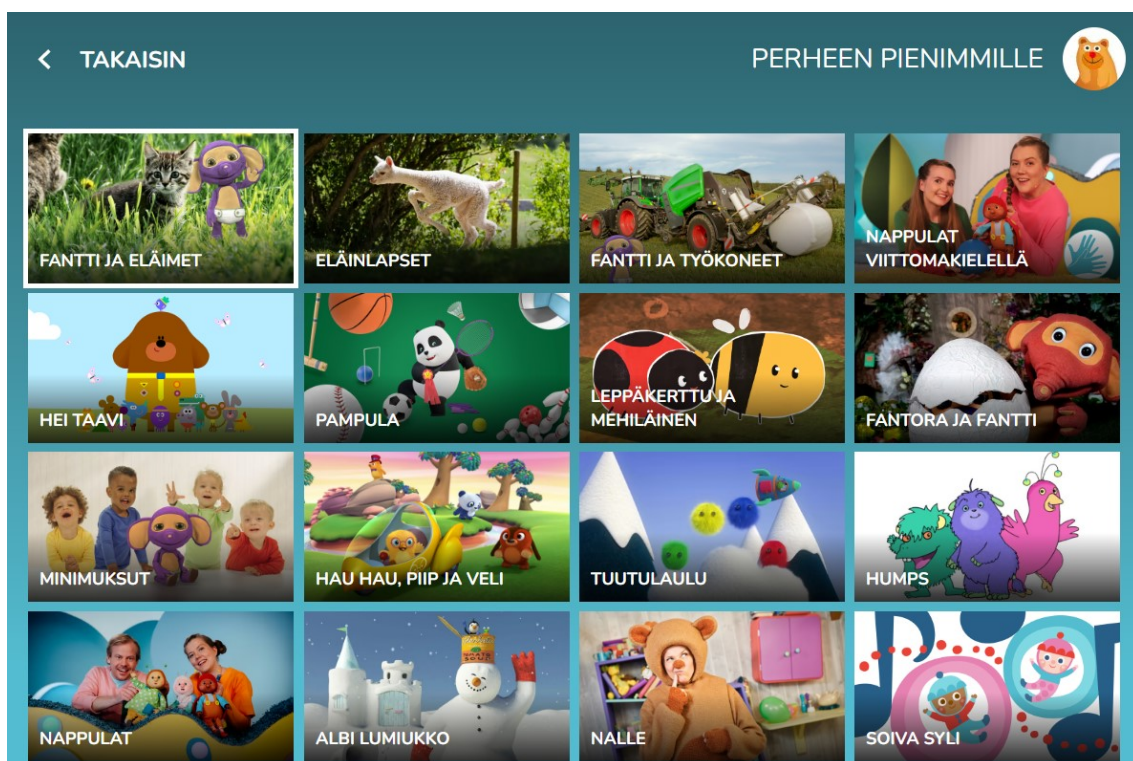 TAKAISIN
PERHEEN PIENIMMILLE
FANTTI JA ELÄIMET
ELÄINLAPSET
FANTTI JA TYÖKONEET
NAPPULAT
VIITTOMAKIELELLÄ
HEI TAAVI
PAMPULA
LEPPÄKERTTU JA
MEHILÄINEN
FANTORA JA FANTTI
MINIMUKSUT
HAU HAU, PIIP JA VELI
TUUTULAULU
HUMPS
NAPPULAT
ALBI LUMIUKKO
NALLE
SOIVA SYLI